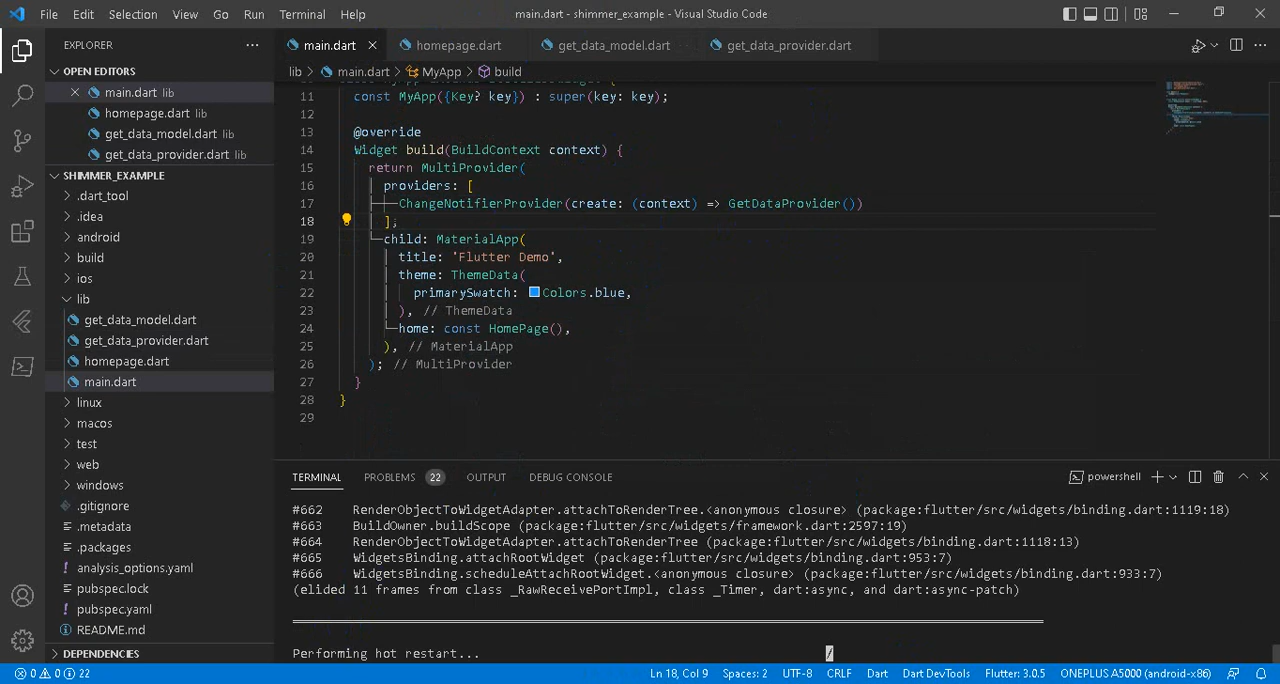 File Edit Selection View Go Run Terminal Help
main.dart - shimmer_example - Visual Studio Code
EXPLORER
OPEN EDITORS
main.dart lib
homepage.dart lib
get_data_model.dart lib
get_data_provider.dart lib
SHIMMER_EXAMPLE
.dart_tool
.idea
android
build
ios
lib
get_data_model.dart
get_data_provider.dart
homepage.dart
main.dart
linux
macos
test
web
windows
.gitignore
.metadata
.packages
analysis_options.yaml
pubspec.lock
pubspec.yaml
README.md
DEPENDENCIES
main.dart homepage.dart get_data_model.dart get_data_provider.dart
lib > main.dart > MyApp > build
11 const MyApp({Key? key}) : super(key: key);
12
13 @override
14 Widget build(BuildContext context) {
15 return MultiProvider(
16 providers: [
17 ChangeNotifierProvider(create: (context) => GetDataProvider())
18 ],
19 child: MaterialApp(
20 title: 'Flutter Demo',
21 theme: ThemeData(
22 primarySwatch: Colors.blue,
23 ), // ThemeData
24 home: const HomePage(),
25 ), // MaterialApp
26 ); // MultiProvider
27 }
28 }
29
TERMINAL PROBLEMS 22 OUTPUT DEBUG CONSOLE powershell
#662 RenderObjectToWidgetAdapter.attachToRenderTree.<anonymous closure> (package:flutter/src/widgets/binding.dart:1119:18)
#663 BuildOwner.buildScope (package:flutter/src/widgets/framework.dart:2597:19)
#664 RenderObjectToWidgetAdapter.attachToRenderTree (package:flutter/src/widgets/binding.dart:1118:13)
#665 WidgetsBinding.attachRootWidget (package:flutter/src/widgets/binding.dart:953:7)
#666 WidgetsBinding.scheduleAttachRootWidget.<anonymous closure> (package:flutter/src/widgets/binding.dart:933:7)
(elided 11 frames from class _RawReceivePortImpl, class _Timer, dart:async, and dart:async-patch)
Performing hot restart... /
0 0 22 Ln 18, Col 9 Spaces: 2 UTF-8 CRLF Dart Dart DevTools Flutter: 3.0.5 ONEPLUS A5000 (android-x86)